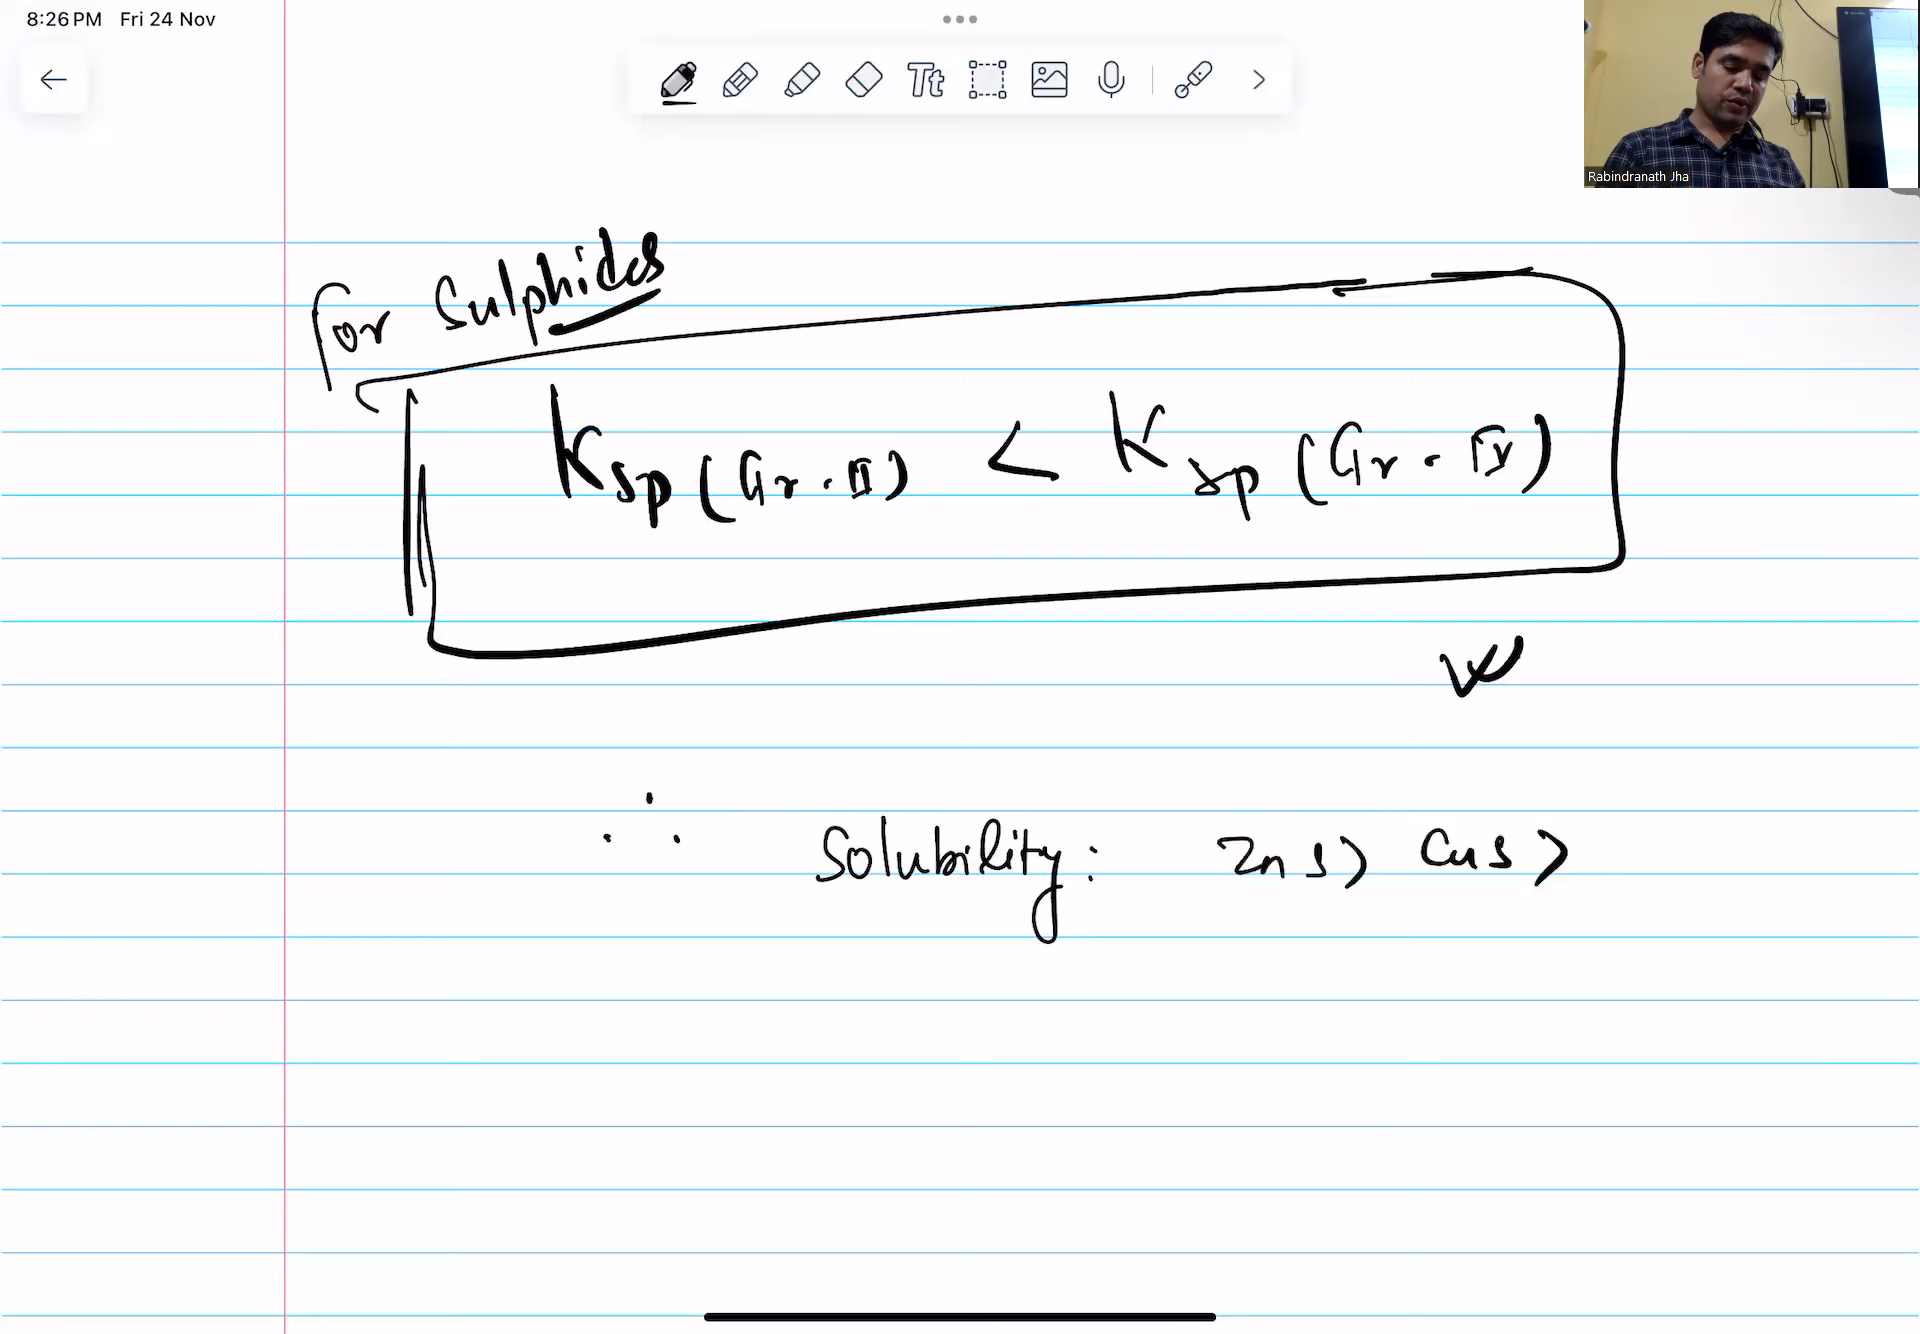 8:26 PM Fri 24 Nov
Tt
Rabindranath Jha
For Sulphides
Ksp (Gr. II) < Ksp (Gr. IV)
∴ Solubility: ZnS > CuS >